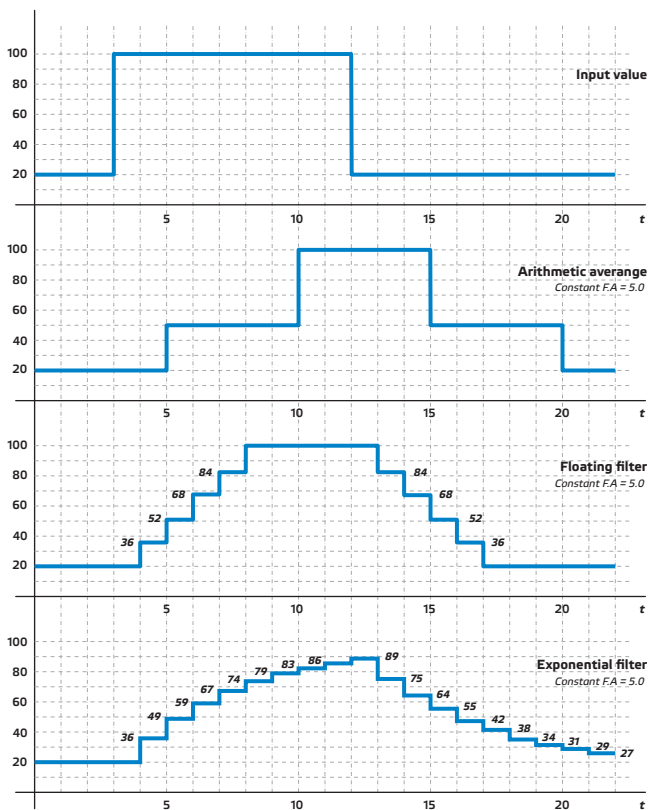 100
80
60
40
20
Input value
5 10 15 20 t
100
80
60
40
20
Arithmetic averange
Constant F.A = 5.0
5 10 15 20 t
100
80
60
40
20
36 52 68 84
84 68 52 36
Floating filter
Constant F.A = 5.0
5 10 15 20 t
100
80
60
40
20
36 49 59 67 74 79 83 86 89
75 64 55 42 38 34 31 29 27
Exponential filter
Constant F.A = 5.0
5 10 15 20 t